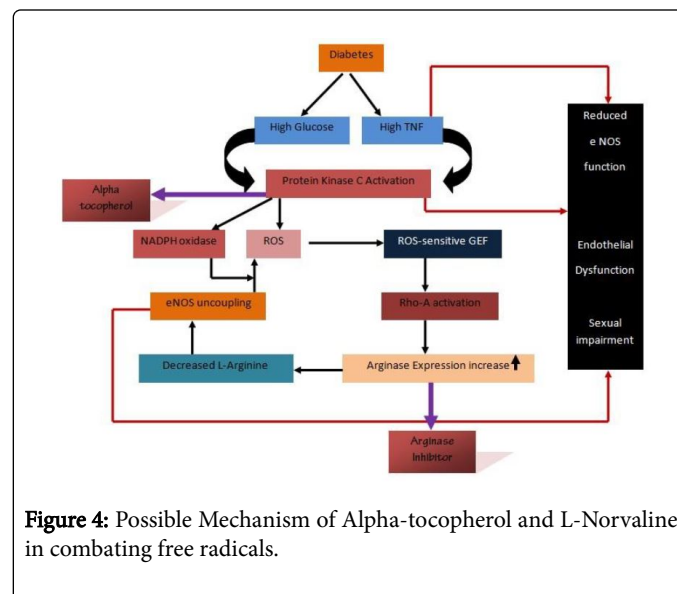 Diabetes
High Glucose
High TNF
Reduced
e NOS
function
Protein Kinase C Activation
Alpha
tocopherol
NADPH oxidase
ROS
ROS-sensitive GEF
Endothelial
Dysfunction
eNOS uncoupling
Rho-A activation
Sexual
impairment
Decreased L-Arginine
Arginase Expression increase
Arginase
Inhibitor
Figure 4: Possible Mechanism of Alpha-tocopherol and L-Norvaline
in combating free radicals.